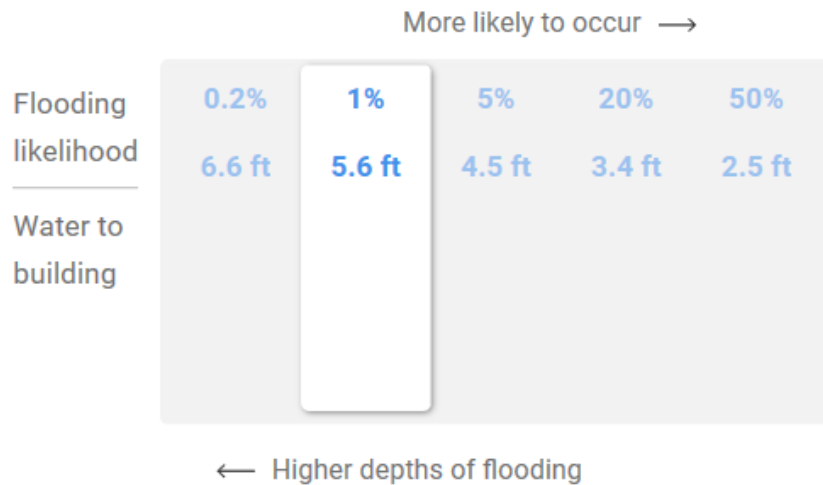 More likely to occur →
Flooding
likelihood
0.2% 1% 5% 20% 50%
6.6 ft 5.6 ft 4.5 ft 3.4 ft 2.5 ft
Water to
building
← Higher depths of flooding